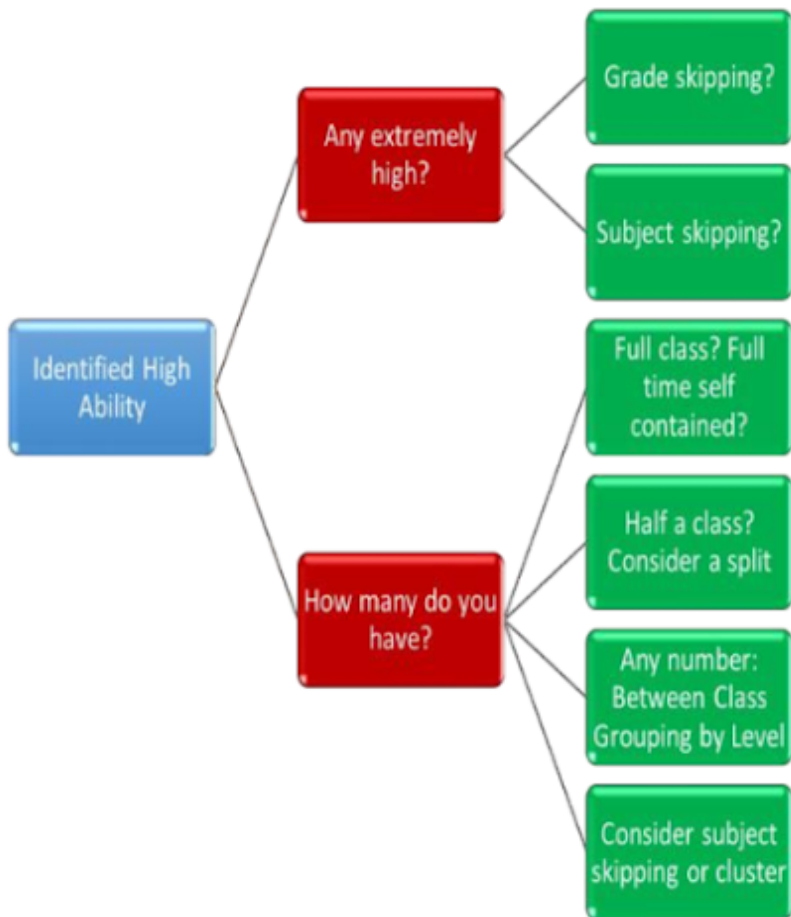 Identified High
Ability
Any extremely
high?
Grade skipping?
Subject skipping?
How many do you
have?
Full class? Full
time self
contained?
Half a class?
Consider a split
Any number:
Between Class
Grouping by Level
Consider subject
skipping or cluster